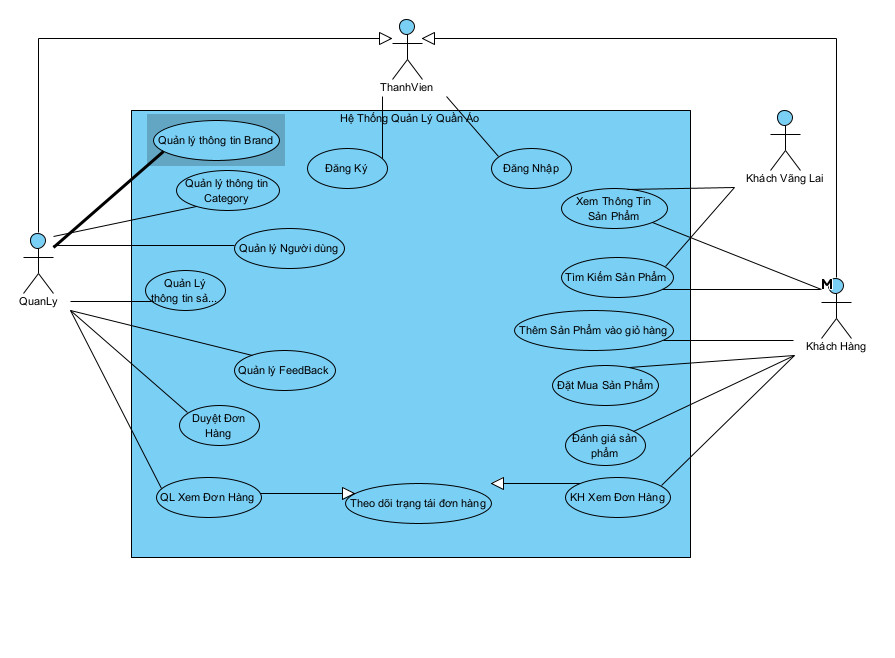 ThanhVien
Hệ Thống Quản Lý Quần Áo
Quản lý thông tin Brand
Đăng Ký
Đăng Nhập
Khách Vãng Lai
Quản lý thông tin
Category
Xem Thông Tin
Sản Phẩm
Quản lý Người dùng
QuanLy
Quản Lý
thông tin sả...
Tìm Kiếm Sản Phẩm
M
Khách Hàng
Thêm Sản Phẩm vào giỏ hàng
Quản lý FeedBack
Đặt Mua Sản Phẩm
Duyệt Đơn
Hàng
Đánh giá sản
phẩm
QL Xem Đơn Hàng
Theo dõi trạng tái đơn hàng
KH Xem Đơn Hàng